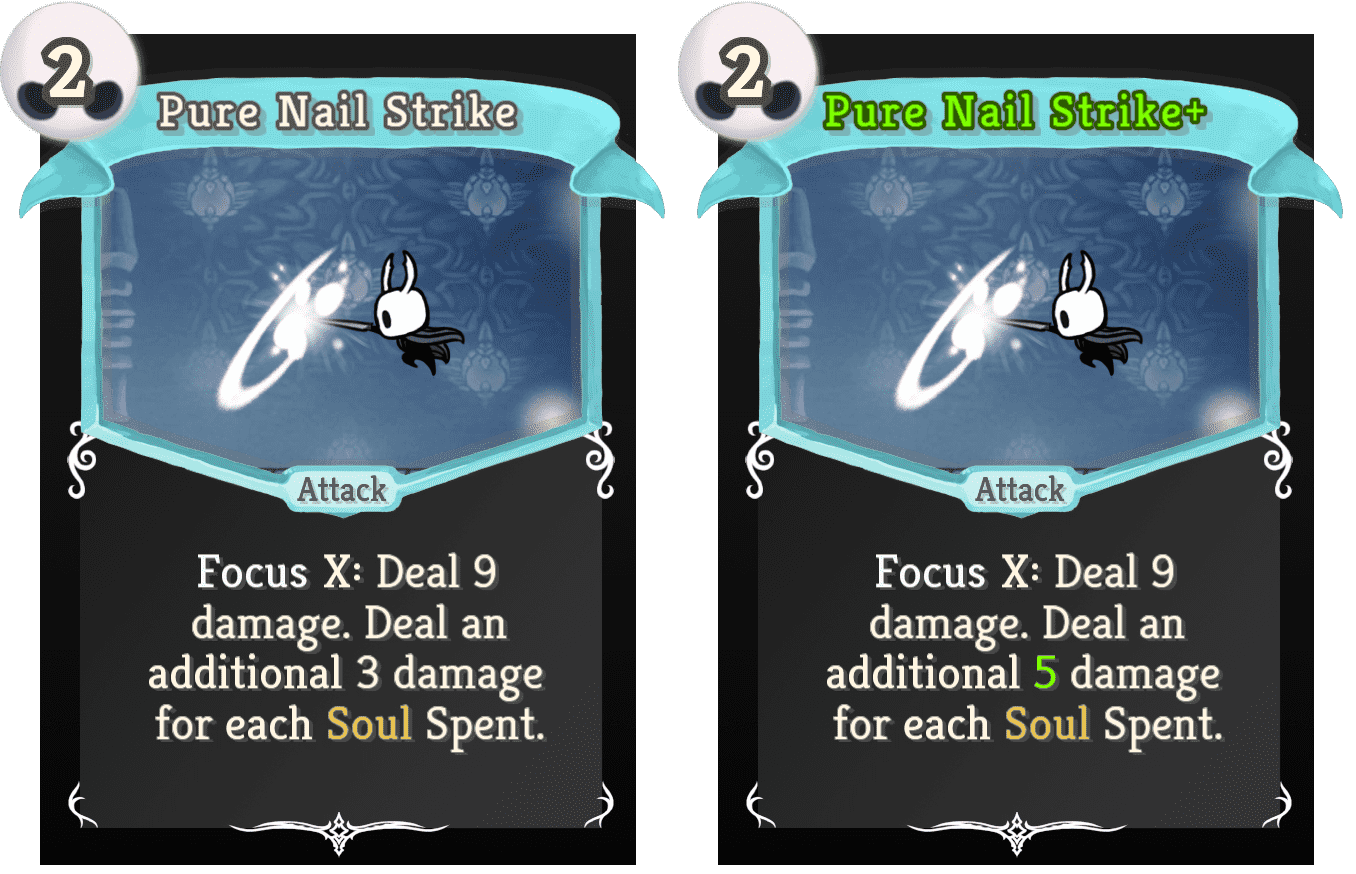 2
Pure Nail Strike
Attack
Focus X: Deal 9
damage. Deal an
additional 3 damage
for each Soul Spent.
2
Pure Nail Strike+
Attack
Focus X: Deal 9
damage. Deal an
additional 5 damage
for each Soul Spent.